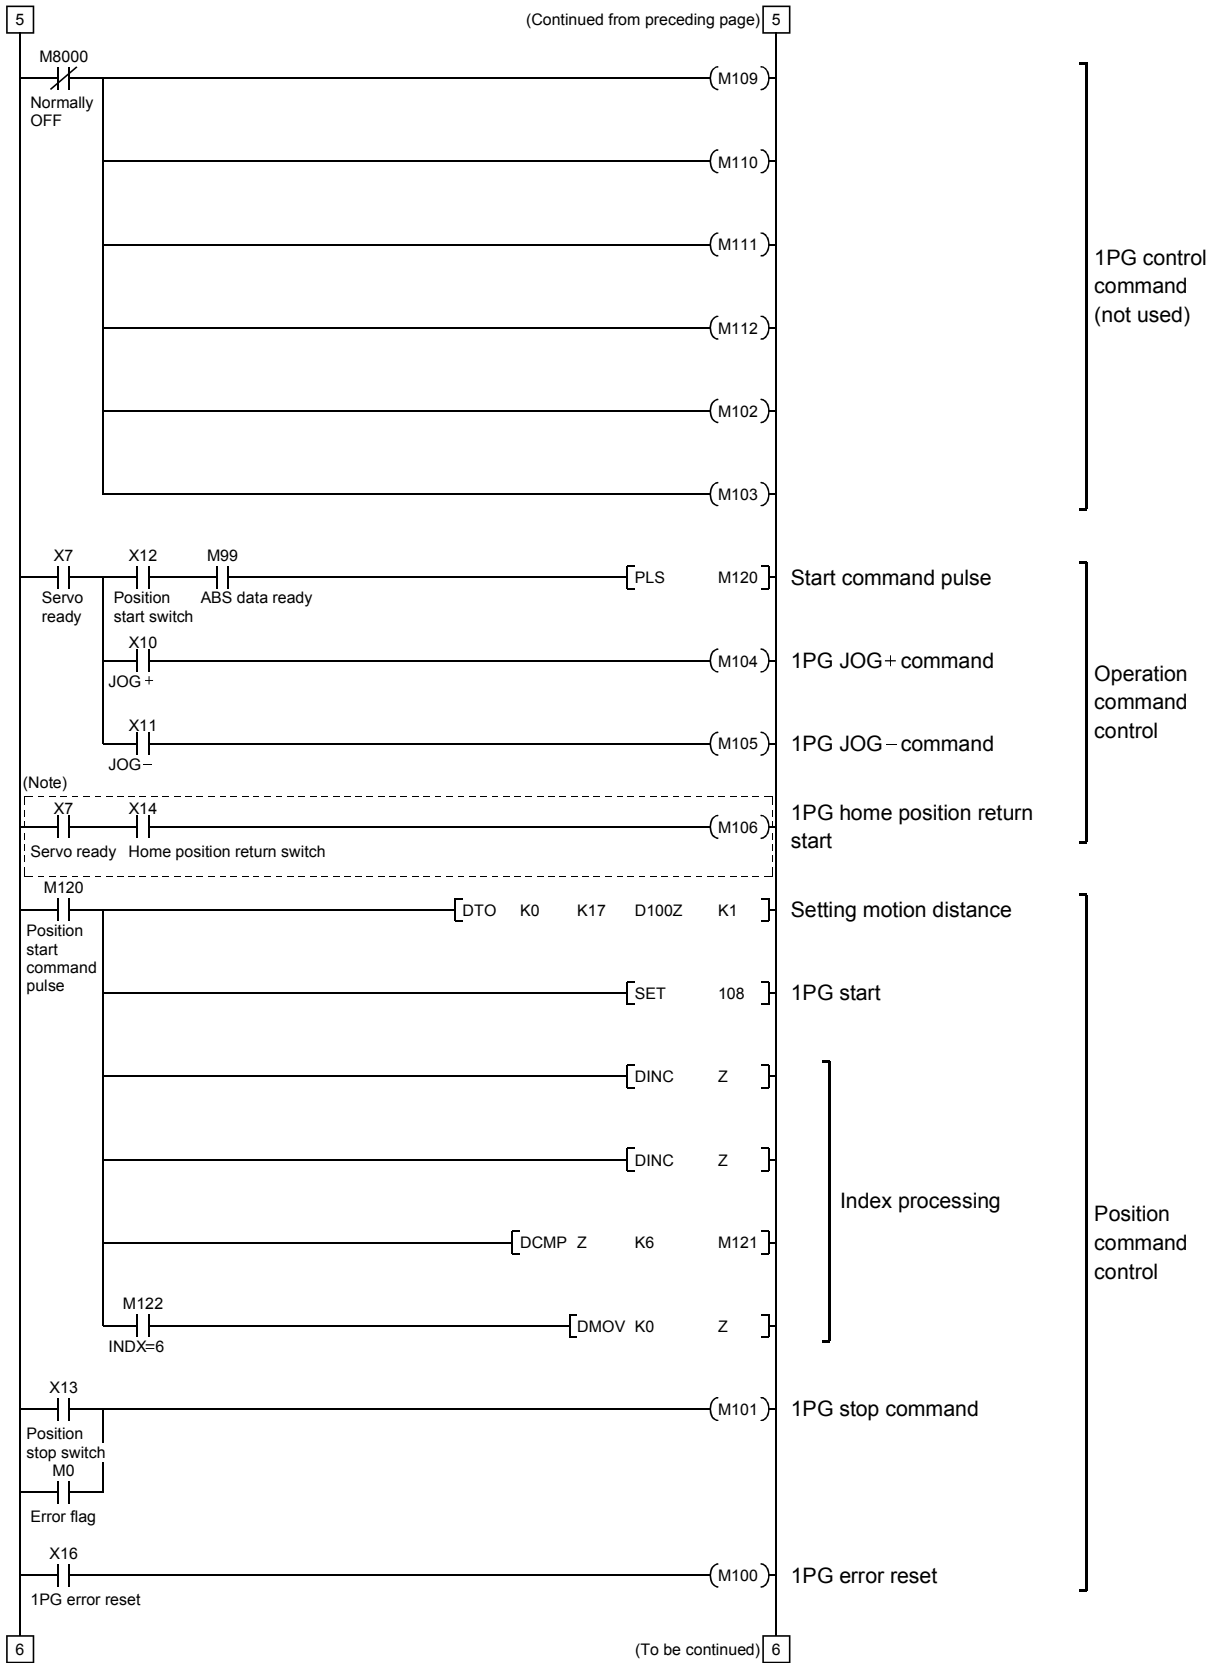 5 (Continued from preceding page) 5
M8000
Normally
OFF
M109
M110
M111
M112
M102
M103
1PG control
command
(not used)
X7 X12 M99
PLS M120 Start command pulse
Servo
ready
Position
start switch
ABS data ready
X10
M104 1PG JOG+ command
JOG+
X11
M105 1PG JOG− command
JOG−
Operation
command
control
(Note)
X7 X14
M106 1PG home position return
start
Servo ready Home position return switch
M120
DTO K0 K17 D100Z K1 Setting motion distance
Position
start
command
pulse
SET 108 1PG start
DINC Z
DINC Z
Index processing
DCMP Z K6 M121
M122
DMOV K0 Z
INDX=6
Position
command
control
X13
M101 1PG stop command
Position
stop switch
M0
Error flag
X16
M100 1PG error reset
1PG error reset
6 (To be continued) 6